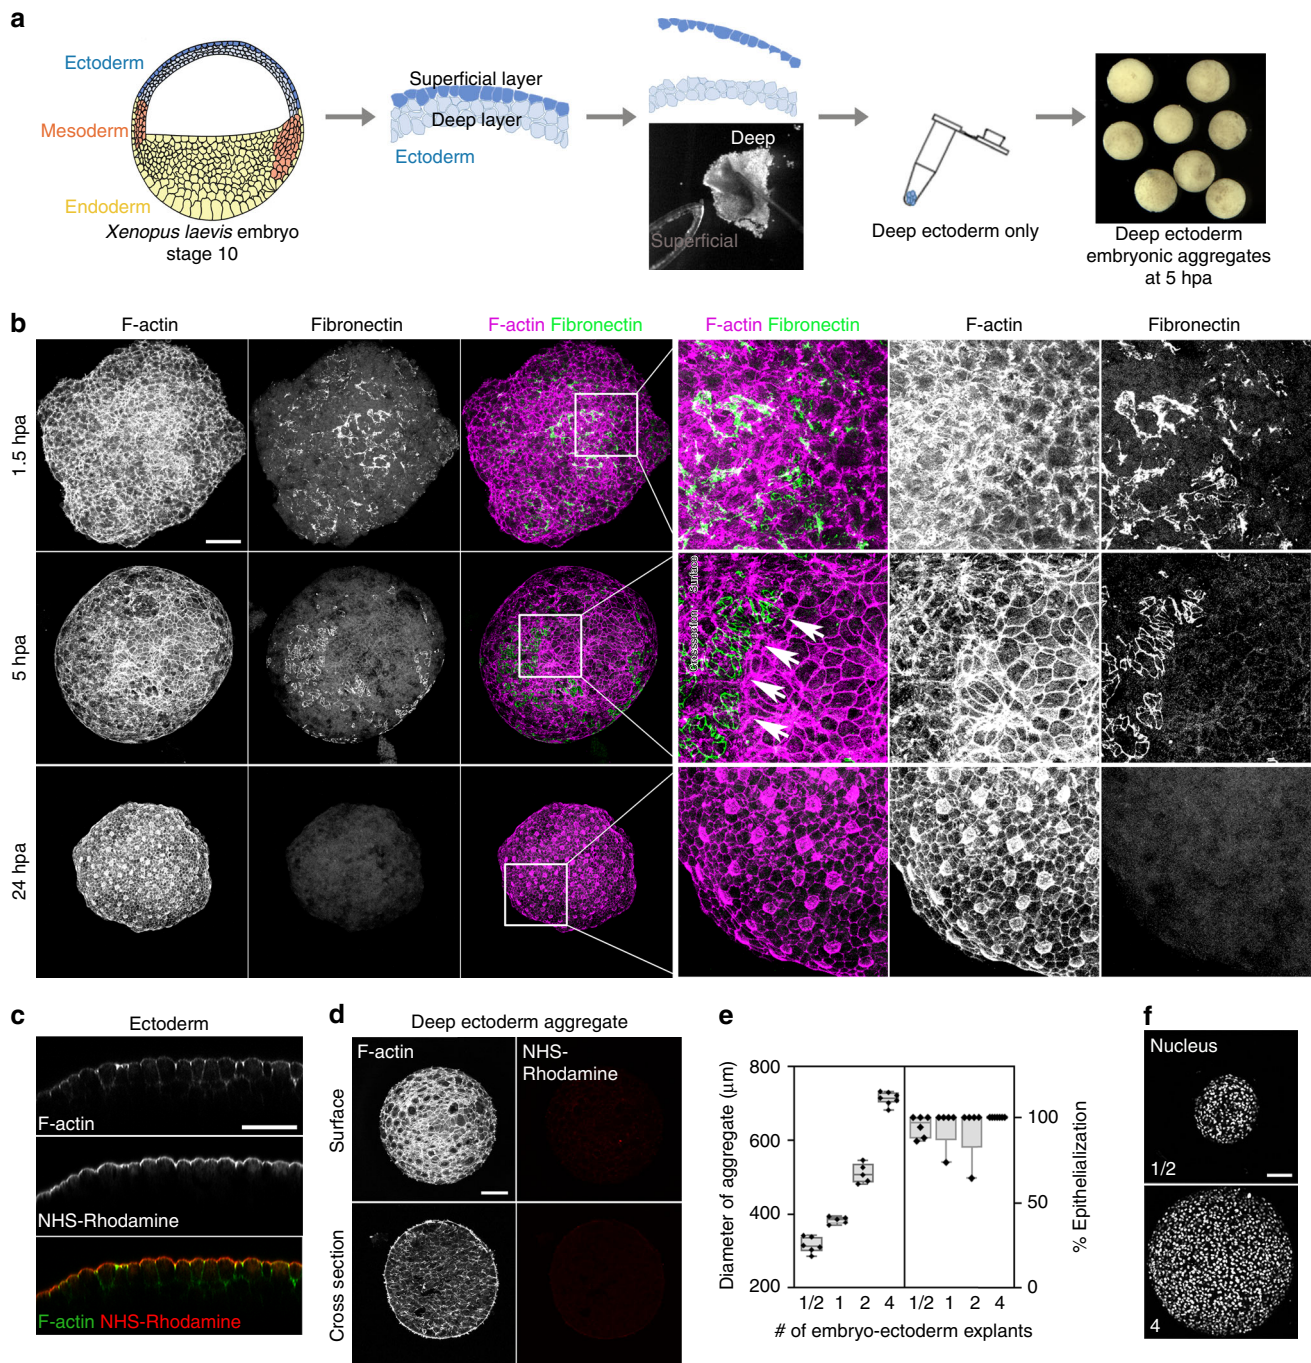 a
Ectoderm
Mesoderm
Endoderm
Xenopus laevis embryo
stage 10
Superficial layer
Deep layer
Ectoderm
Deep
Superficial
Deep ectoderm only
Deep ectoderm
embryonic aggregates
at 5 hpa
b
F-actin
Fibronectin
F-actin Fibronectin
F-actin Fibronectin
F-actin
Fibronectin
1.5 hpa
5 hpa
Cross section
Surface
24 hpa
c
Ectoderm
F-actin
NHS-Rhodamine
F-actin NHS-Rhodamine
d
Deep ectoderm aggregate
F-actin
NHS-
Rhodamine
Surface
Cross section
e
Diameter of aggregate (μm)
800
600
400
200
1/2 1 2 4 1/2 1 2 4
# of embryo-ectoderm explants
100
50
0
% Epithelialization
f
Nucleus
1/2
4